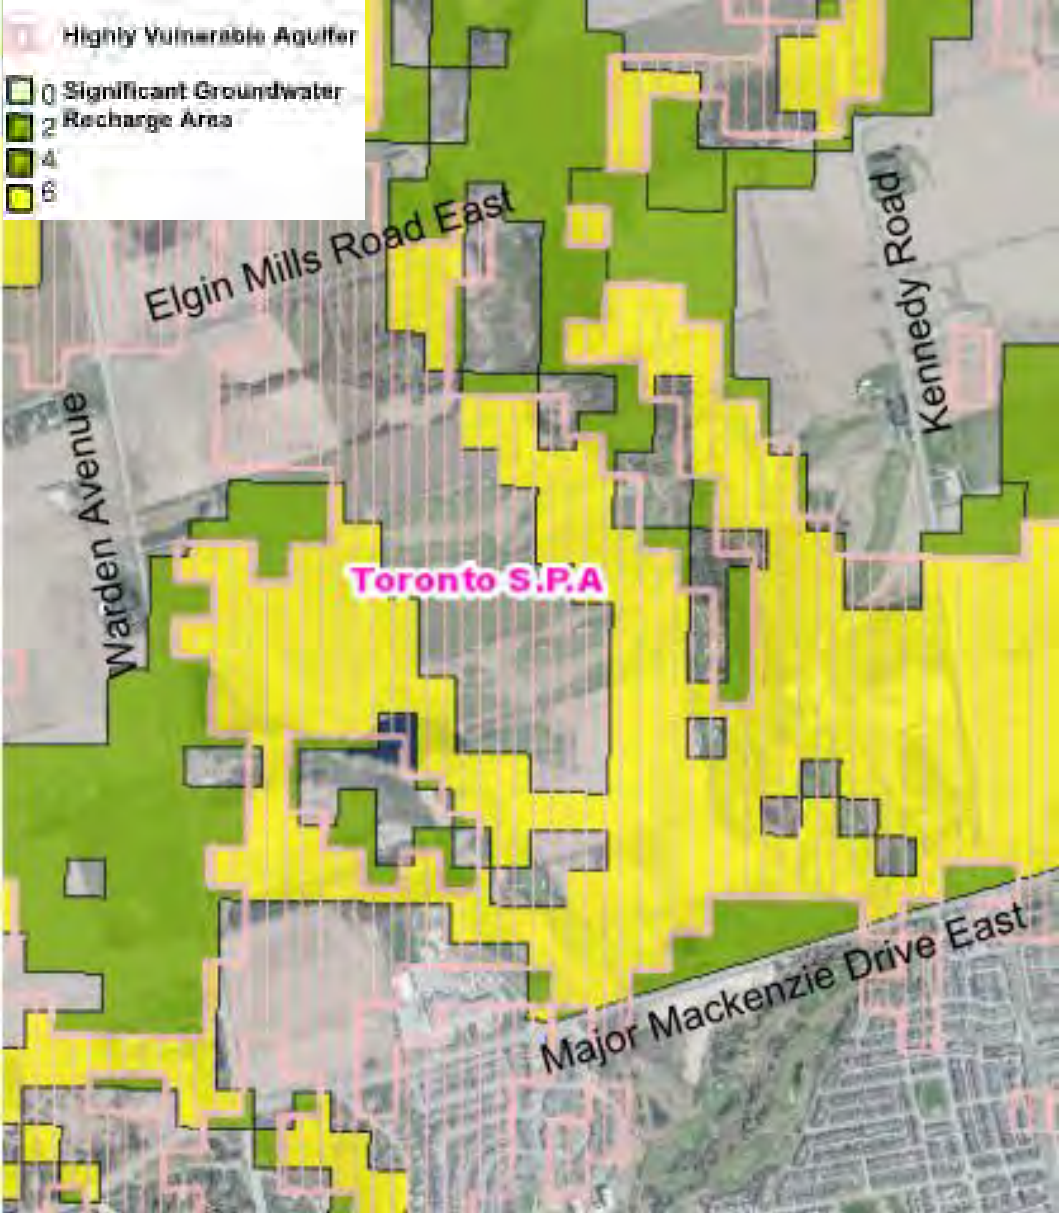 Highly Vulnerable Aquifer
0 Significant Groundwater
2 Recharge Area
4
6
Elgin Mills Road East
Kennedy Road
Warden Avenue
Toronto S.P.A
Major Mackenzie Drive East